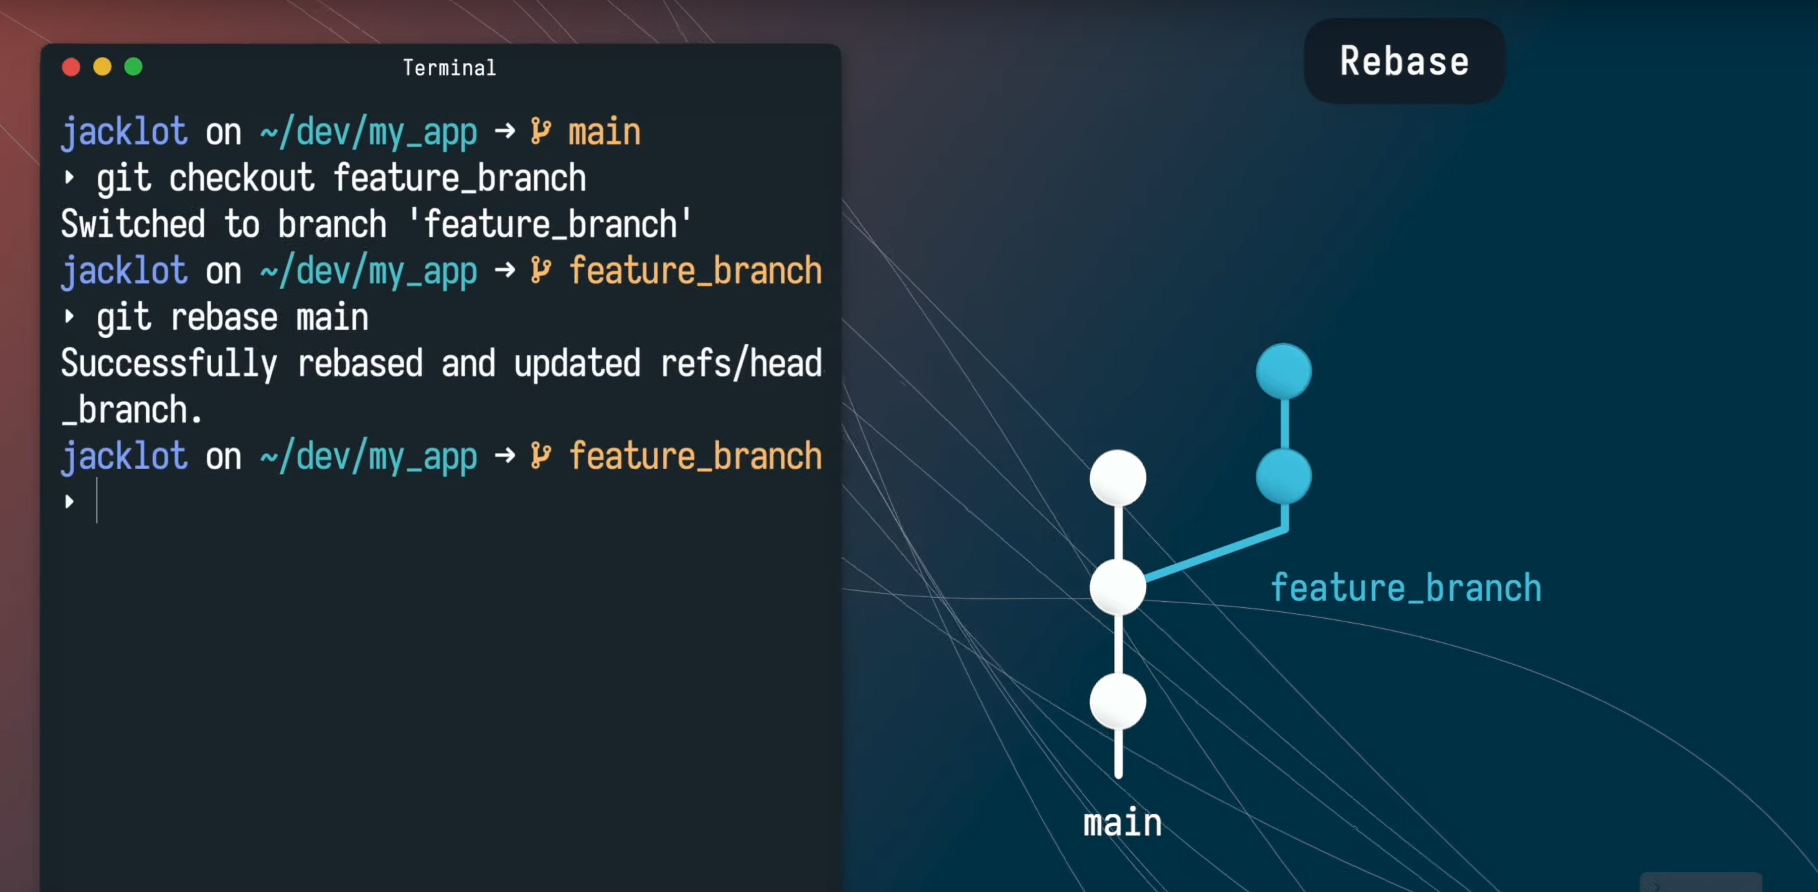 Terminal
Rebase
jacklot on ~/dev/my_app → main
‣ git checkout feature_branch
Switched to branch 'feature_branch'
jacklot on ~/dev/my_app → feature_branch
‣ git rebase main
Successfully rebased and updated refs/head
_branch.
jacklot on ~/dev/my_app → feature_branch
‣
feature_branch
main